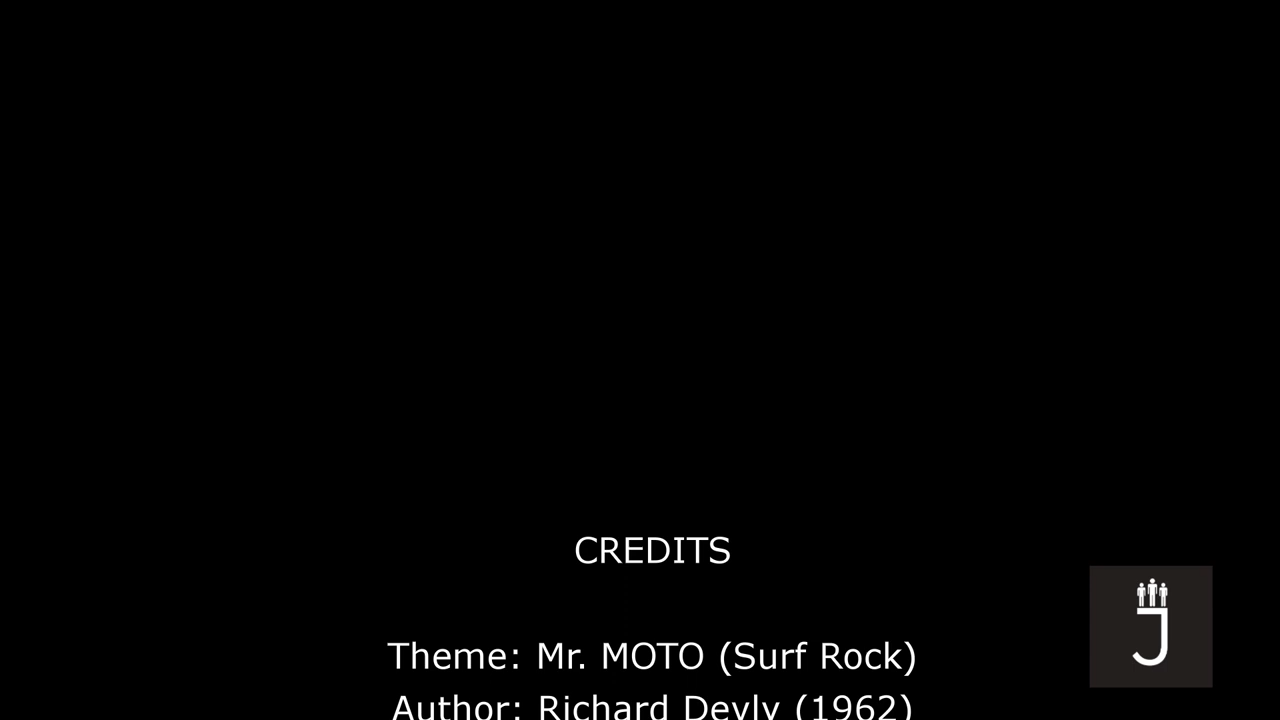 CREDITS
Theme: Mr. MOTO (Surf Rock)
Author: Richard Devly (1962)
J